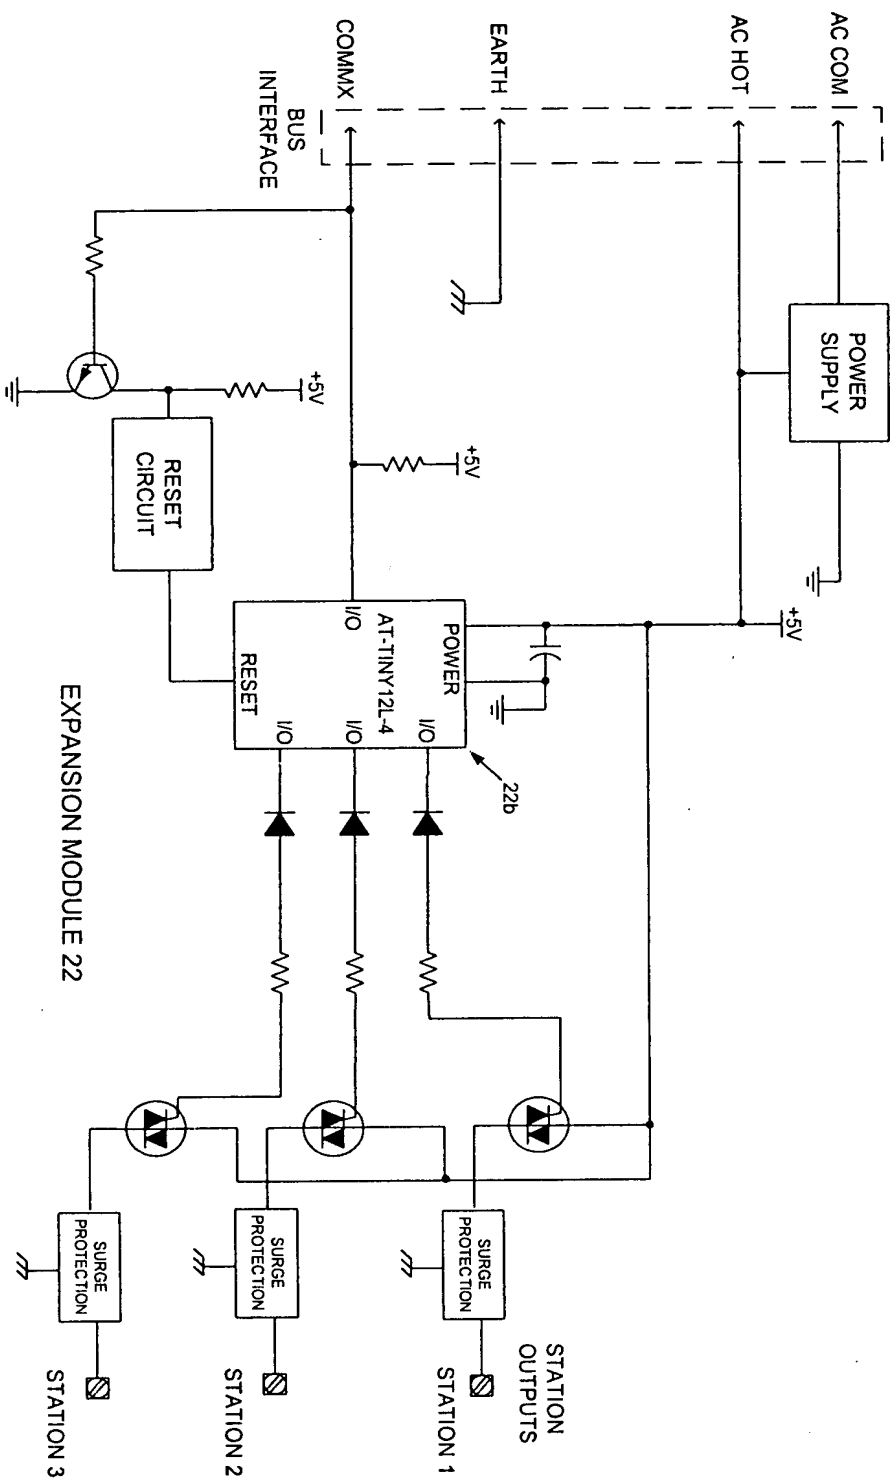 AC COM
AC HOT
EARTH
COMMX
BUS
INTERFACE
POWER
SUPPLY
+5V
+5V
+5V
RESET
CIRCUIT
POWER
AT-TINY12L-4
I/O
RESET
I/O
I/O
I/O
22b
SURGE
PROTECTION
SURGE
PROTECTION
SURGE
PROTECTION
STATION
OUTPUTS
STATION 1
STATION 2
STATION 3
EXPANSION MODULE 22